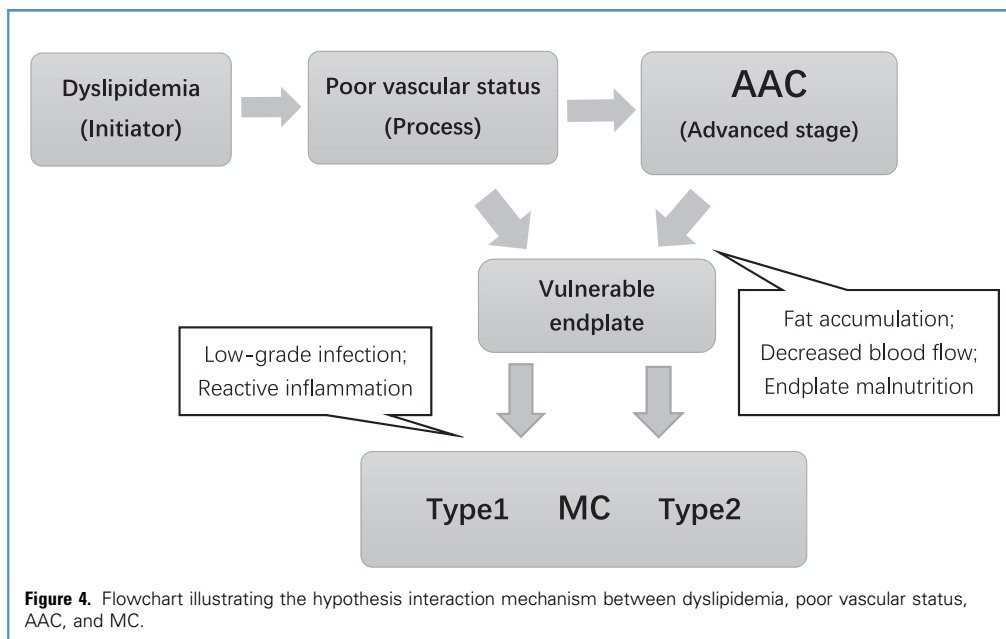 Dyslipidemia
(Initiator)
Poor vascular status
(Process)
AAC
(Advanced stage)
Vulnerable
endplate
Low-grade infection;
Reactive inflammation
Fat accumulation;
Decreased blood flow;
Endplate malnutrition
Type1 MC Type2
Figure 4. Flowchart illustrating the hypothesis interaction mechanism between dyslipidemia, poor vascular status,
AAC, and MC.